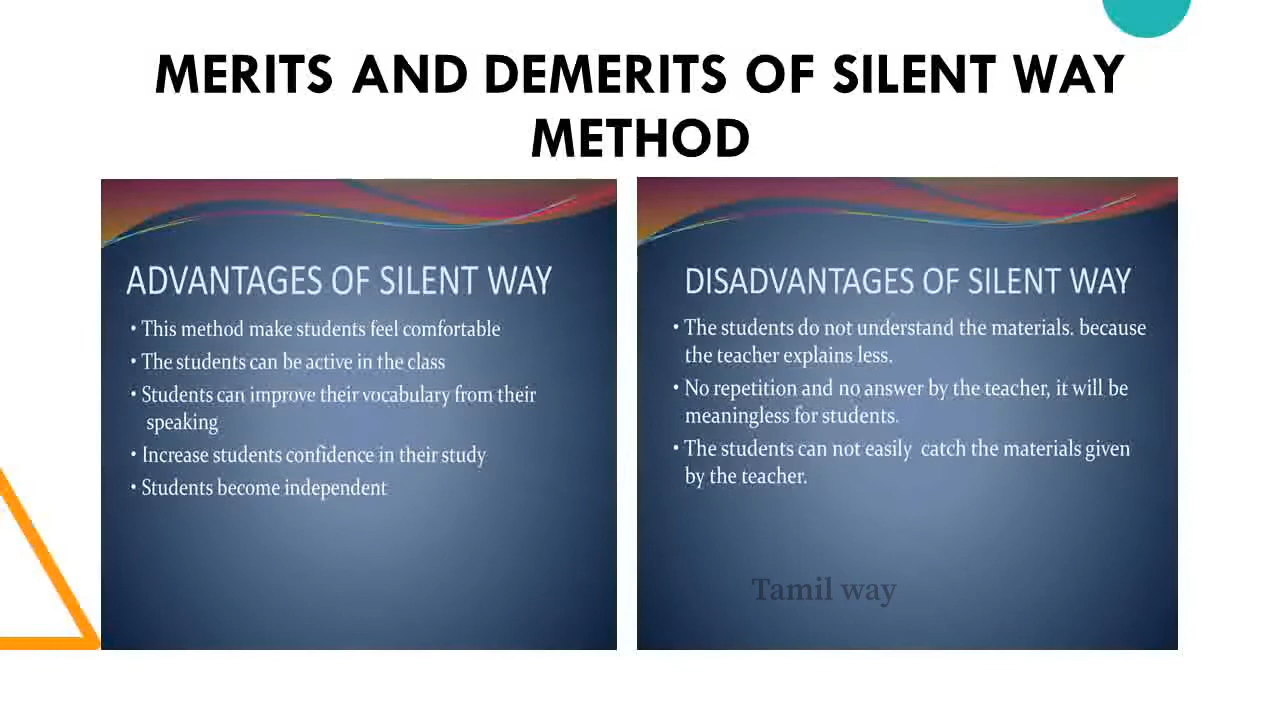 MERITS AND DEMERITS OF SILENT WAY
METHOD
ADVANTAGES OF SILENT WAY
• This method make students feel comfortable
• The students can be active in the class
• Students can improve their vocabulary from their
speaking
• Increase students confidence in their study
• Students become independent
DISADVANTAGES OF SILENT WAY
• The students do not understand the materials. because
the teacher explains less.
• No repetition and no answer by the teacher, it will be
meaningless for students.
• The students can not easily catch the materials given
by the teacher.
Tamil way